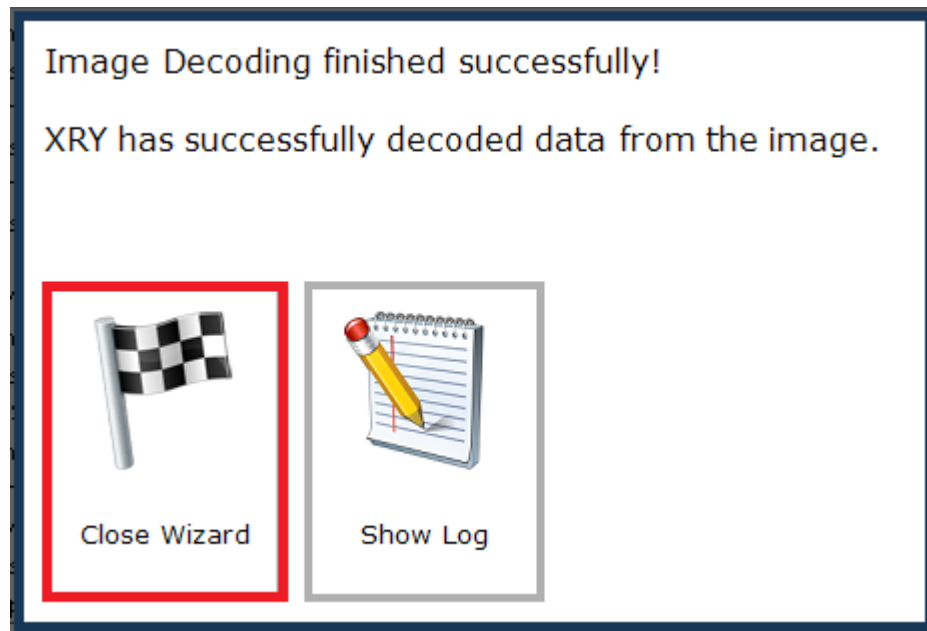 Image Decoding finished successfully!
XRY has successfully decoded data from the image.
Close Wizard
Show Log